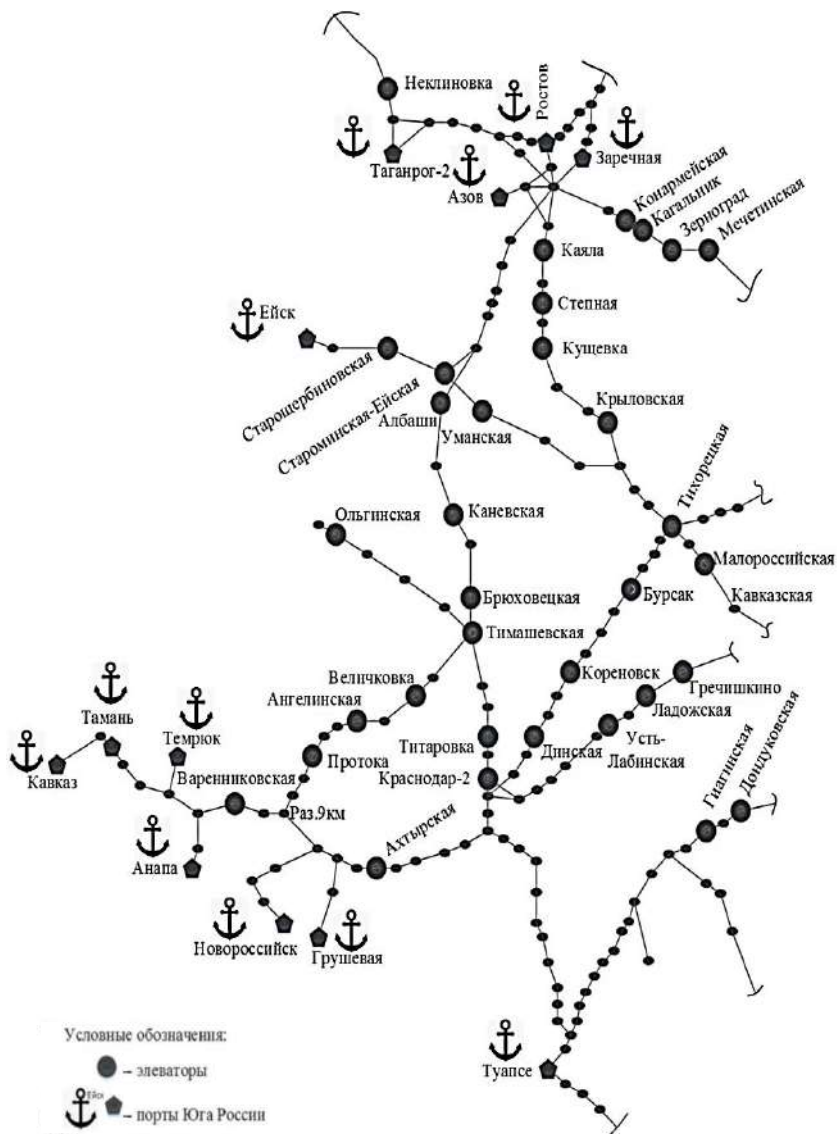 Неклиновка
Ростов
Таганрог-2
Заречная
Азов
Конармейская
Кагальник
Зерноград
Мечетинская
Каяла
Ейск
Степная
Кущевка
Старощербиновская
Староминская-Ейская
Албаши
Уманская
Крыловская
Тихорецкая
Ольгинская
Каневская
Малороссийская
Кавказская
Брюховецкая
Бурсак
Тимашевская
Величковка
Кореновск
Гречишкино
Ангелинская
Ладожская
Тамань
Темрюк
Титаровка
Динская
Усть-
Лабинская
Кавказ
Протока
Варенниковская
Краснодар-2
Гиагинская
Дондуковская
Раз.9км
Ахтырская
Анапа
Новороссийск
Грушевая
Туапсе
Условные обозначения:
– элеваторы
Ейск
– порты Юга России